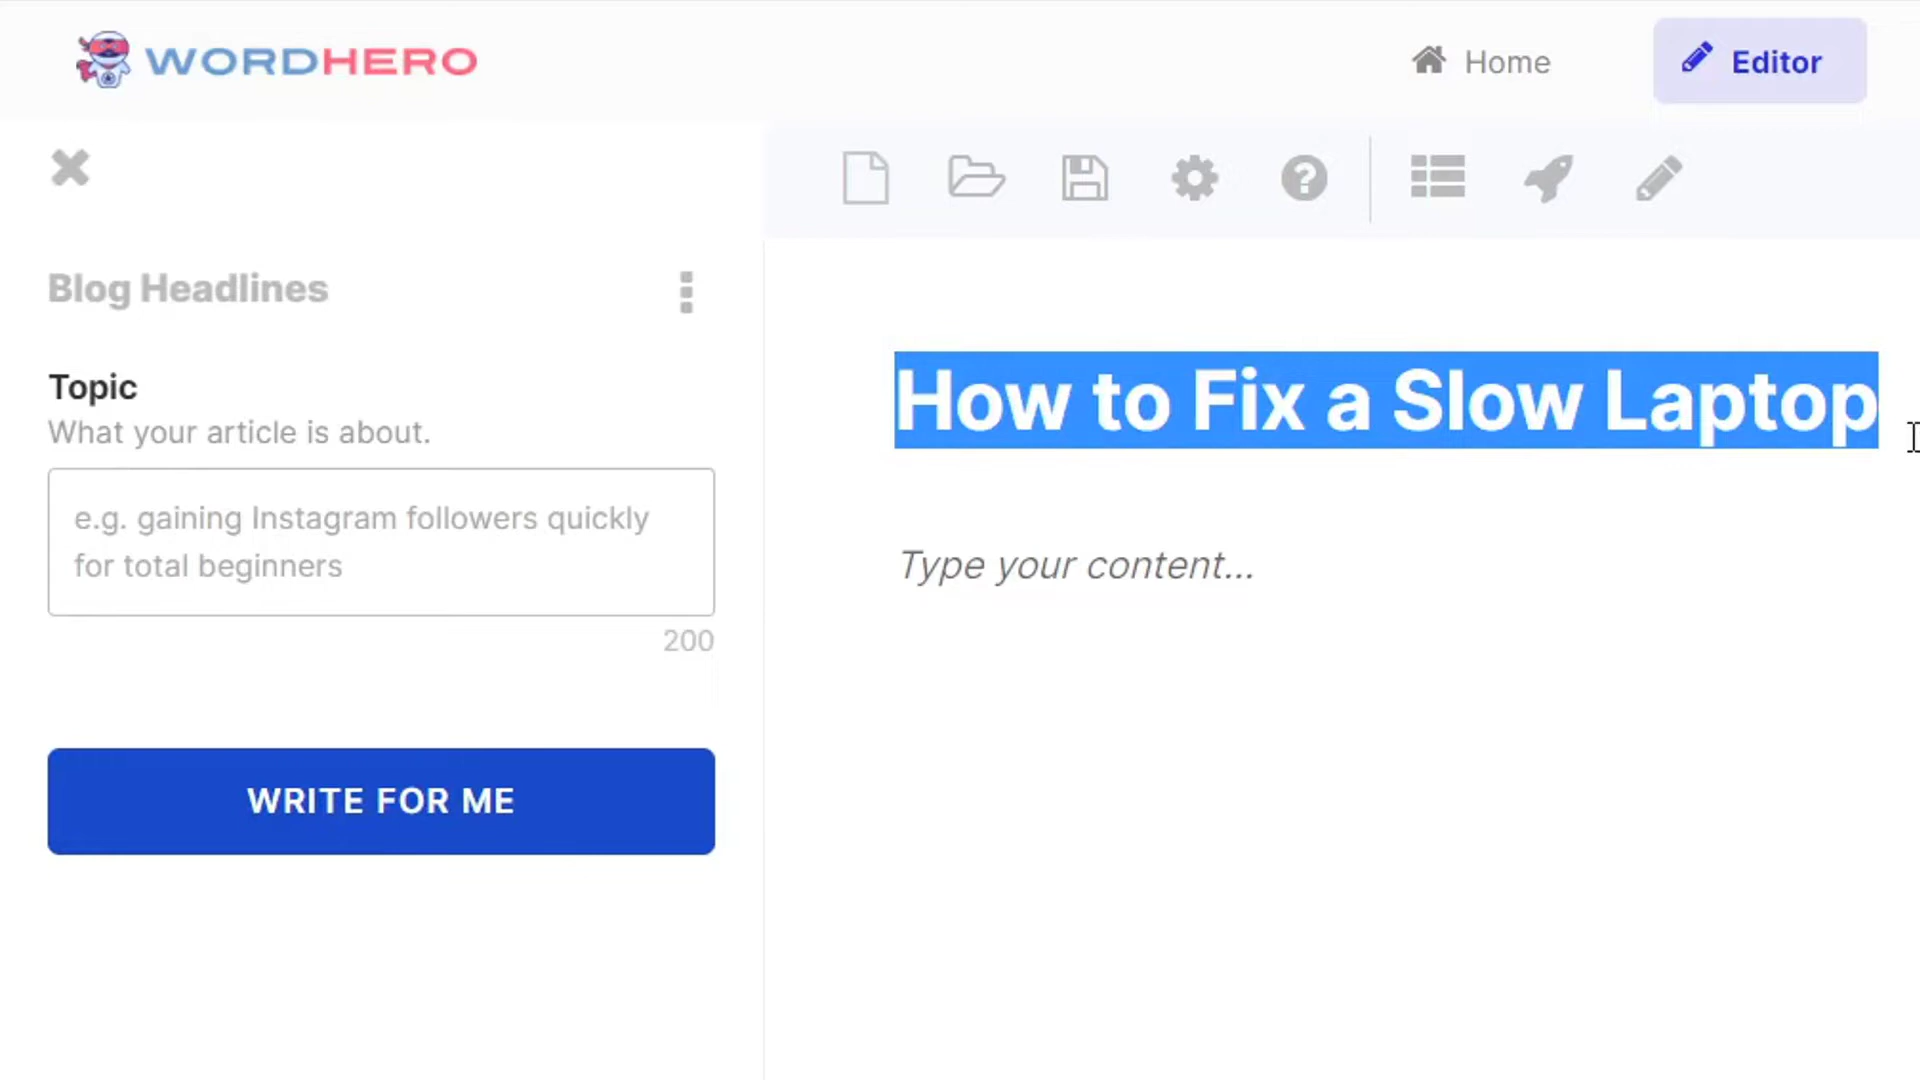 WORDHERO
Home
Editor
Blog Headlines
Topic
What your article is about.
e.g. gaining Instagram followers quickly
for total beginners
200
WRITE FOR ME
How to Fix a Slow Laptop
Type your content...